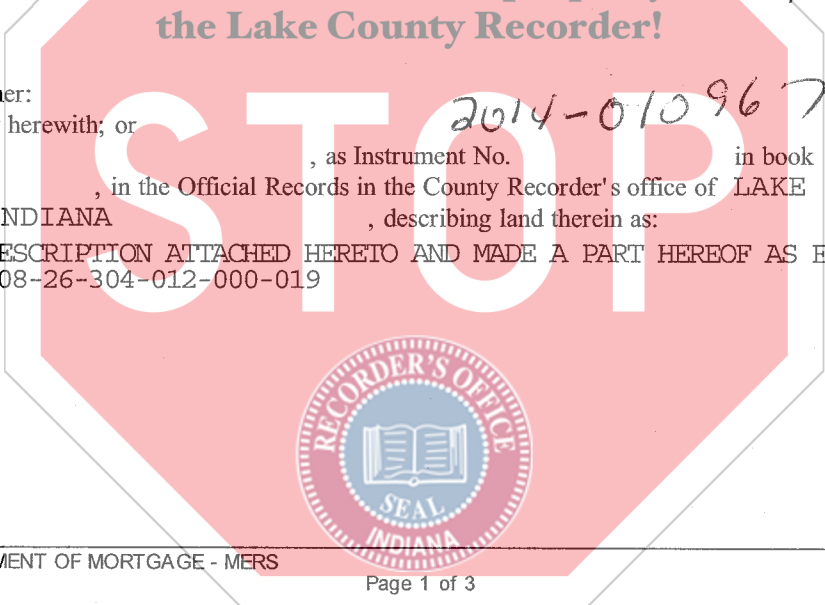 the Lake County Recorder!
STOP
er:
herewith; or
2014-010967
, as Instrument No. in book
, in the Official Records in the County Recorder's office of LAKE
NDIANA , describing land therein as:
ESCRIPTION ATTACHED HERETO AND MADE A PART HEREOF AS E
08-26-304-012-000-019
RECORDER'S OFFICE
SEAL
INDIANA
MENT OF MORTGAGE - MERS
Page 1 of 3